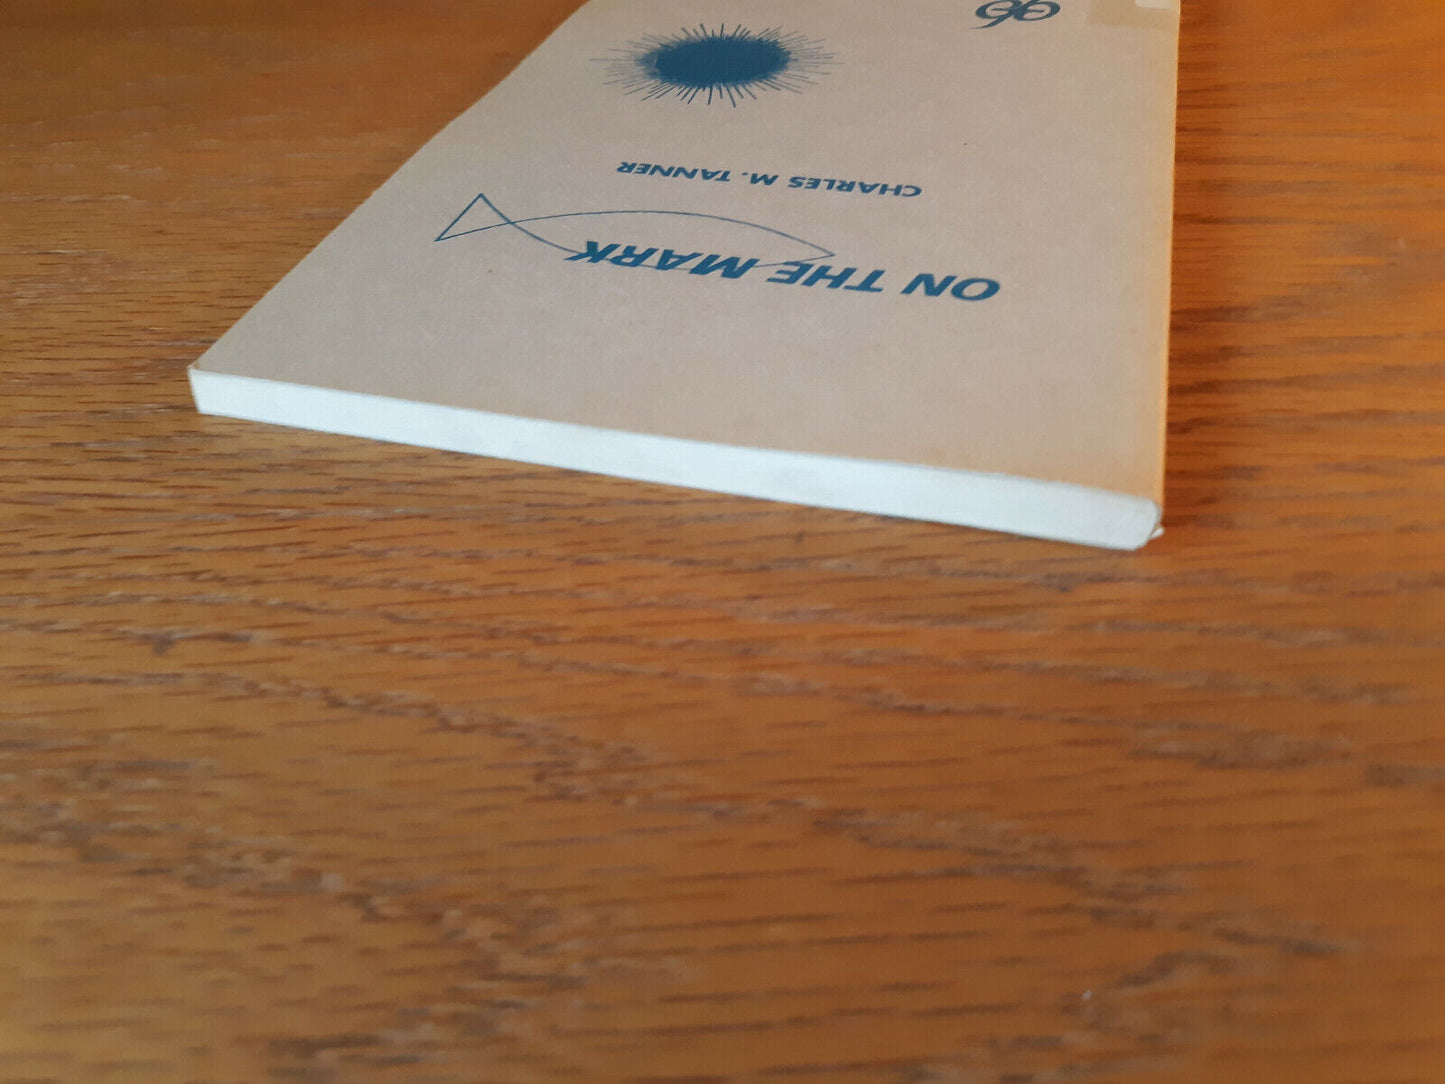 ON THE MARK
CHARLES M. TANNER